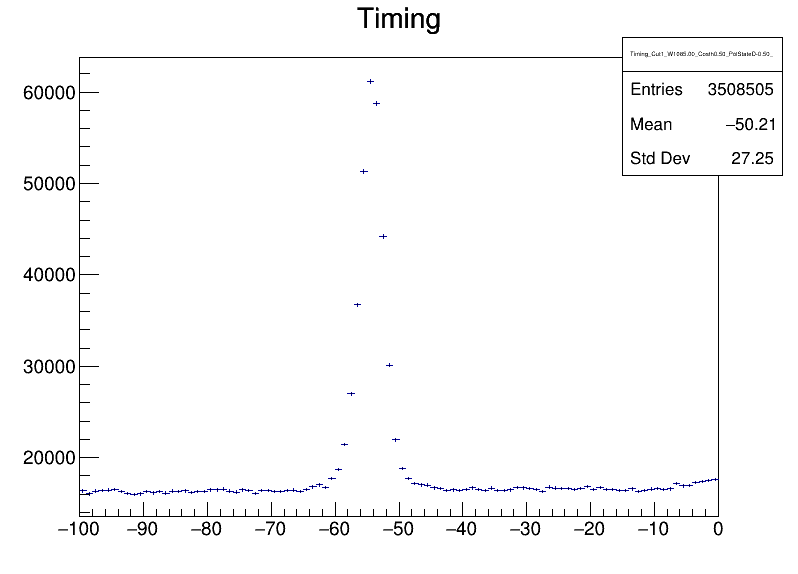 Timing
Timing_Cut1_W1085.00_Costh0.50_PolStateD-0.50_
Entries 3508505
Mean −50.21
Std Dev 27.25
60000
50000
40000
30000
20000
−100 −90 −80 −70 −60 −50 −40 −30 −20 −10 0